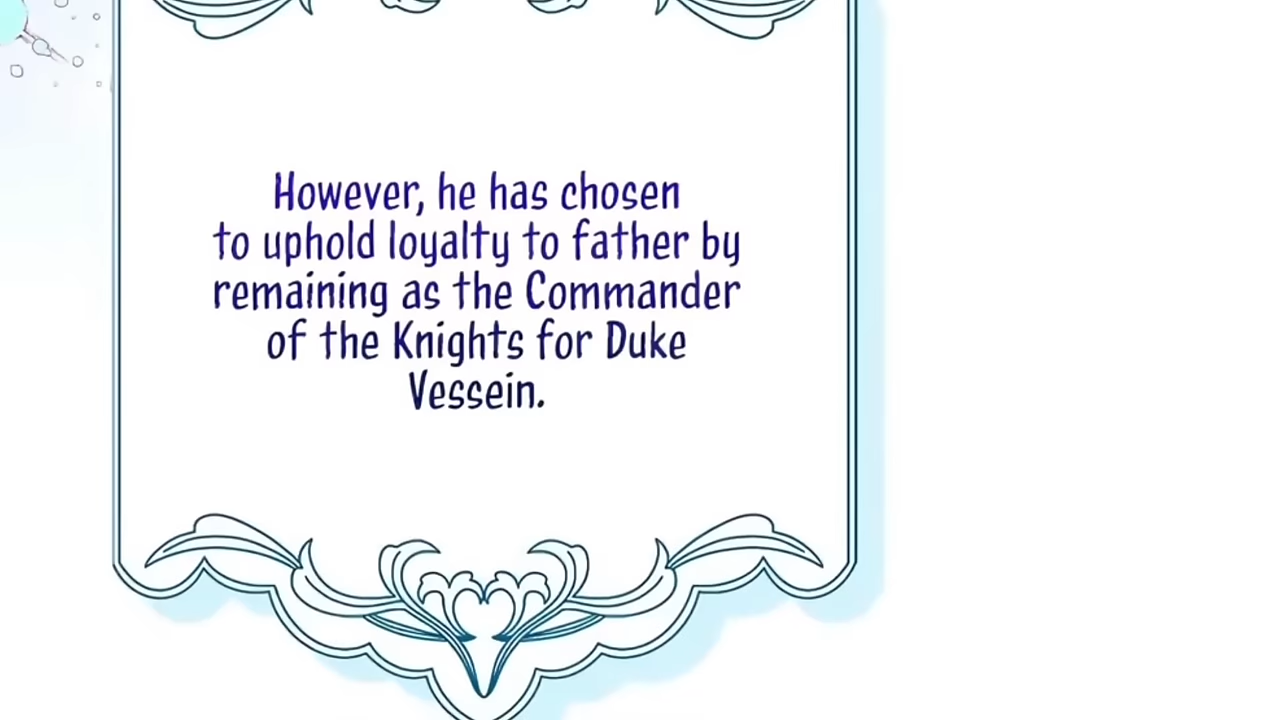 However, he has chosen
to uphold loyalty to father by
remaining as the Commander
of the Knights for Duke
Vessein.